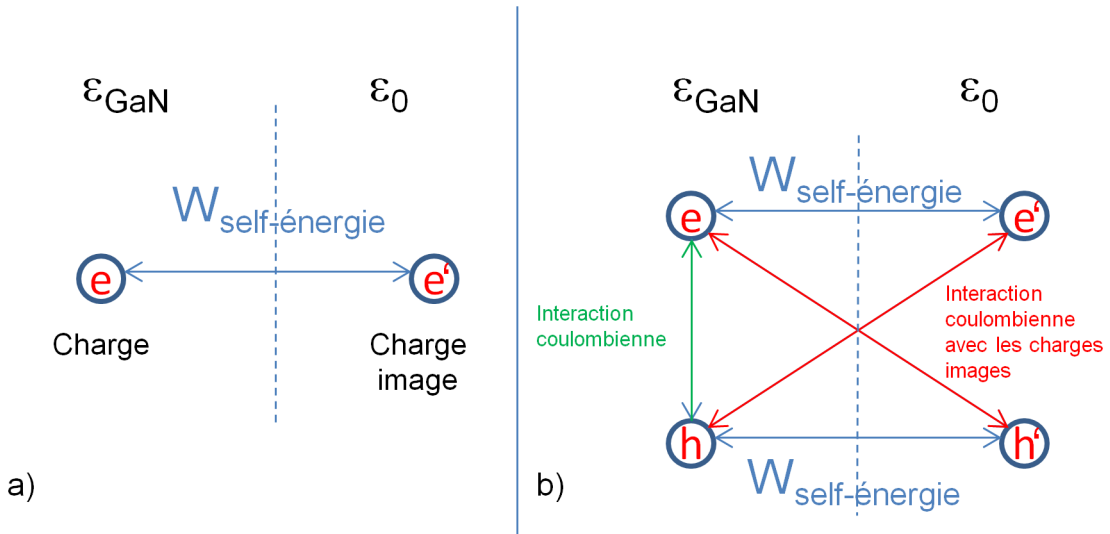 εGaN
ε0
Wself-énergie
e
e‘
Charge
Charge
image
a)
εGaN
ε0
Wself-énergie
e
e‘
Interaction
coulombienne
Interaction
coulombienne
avec les charges
images
h
h‘
Wself-énergie
b)